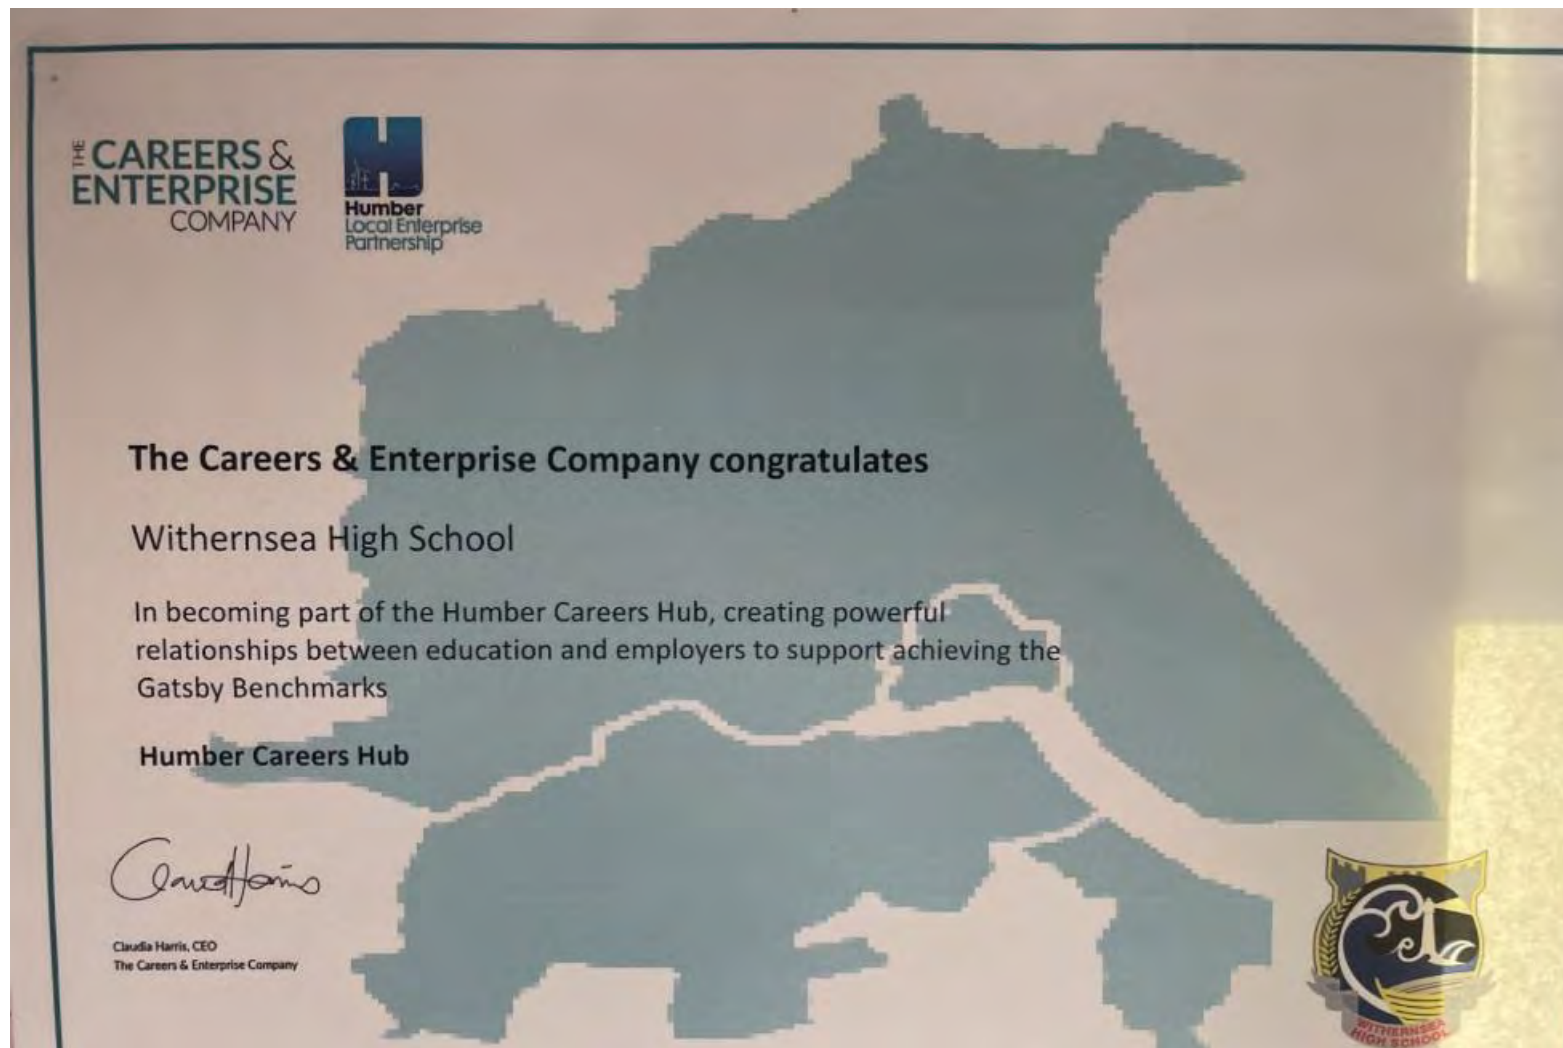 THE CAREERS &
ENTERPRISE
COMPANY
H
Humber
Local Enterprise
Partnership
The Careers & Enterprise Company congratulates
Withernsea High School
In becoming part of the Humber Careers Hub, creating powerful
relationships between education and employers to support achieving the
Gatsby Benchmarks
Humber Careers Hub
Claudia Harris, CEO
The Careers & Enterprise Company
WITHERNSEA
HIGH SCHOOL